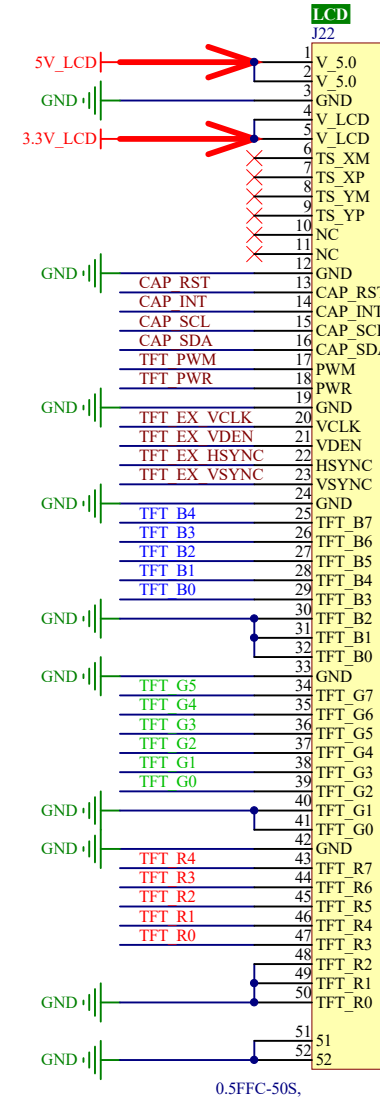 LCD
J22
1
5V_LCD
V_5.0
2
V_5.0
3
GND
GND
4
V_LCD
5
3.3V_LCD
V_LCD
6
TS_XM
7
TS_XP
8
TS_YM
9
TS_YP
10
NC
11
NC
12
GND
GND
CAP_RST
13
CAP_RST
CAP_INT
14
CAP_INT
CAP_SCL
15
CAP_SCL
CAP_SDA
16
CAP_SDA
TFT_PWM
17
PWM
TFT_PWR
18
PWR
19
GND
GND
TFT_EX_VCLK
20
VCLK
TFT_EX_VDEN
21
VDEN
TFT_EX_HSYNC
22
HSYNC
TFT_EX_VSYNC
23
VSYNC
24
GND
GND
TFT_B4
25
TFT_B7
TFT_B3
26
TFT_B6
TFT_B2
27
TFT_B5
TFT_B1
28
TFT_B4
TFT_B0
29
TFT_B3
30
GND
TFT_B2
31
TFT_B1
32
TFT_B0
33
GND
GND
TFT_G5
34
TFT_G7
TFT_G4
35
TFT_G6
TFT_G3
36
TFT_G5
TFT_G2
37
TFT_G4
TFT_G1
38
TFT_G3
TFT_G0
39
TFT_G2
40
GND
TFT_G1
41
TFT_G0
42
GND
GND
TFT_R4
43
TFT_R7
TFT_R3
44
TFT_R6
TFT_R2
45
TFT_R5
TFT_R1
46
TFT_R4
TFT_R0
47
TFT_R3
48
TFT_R2
49
TFT_R1
50
GND
TFT_R0
51
51
52
GND
52
0.5FFC-50S,